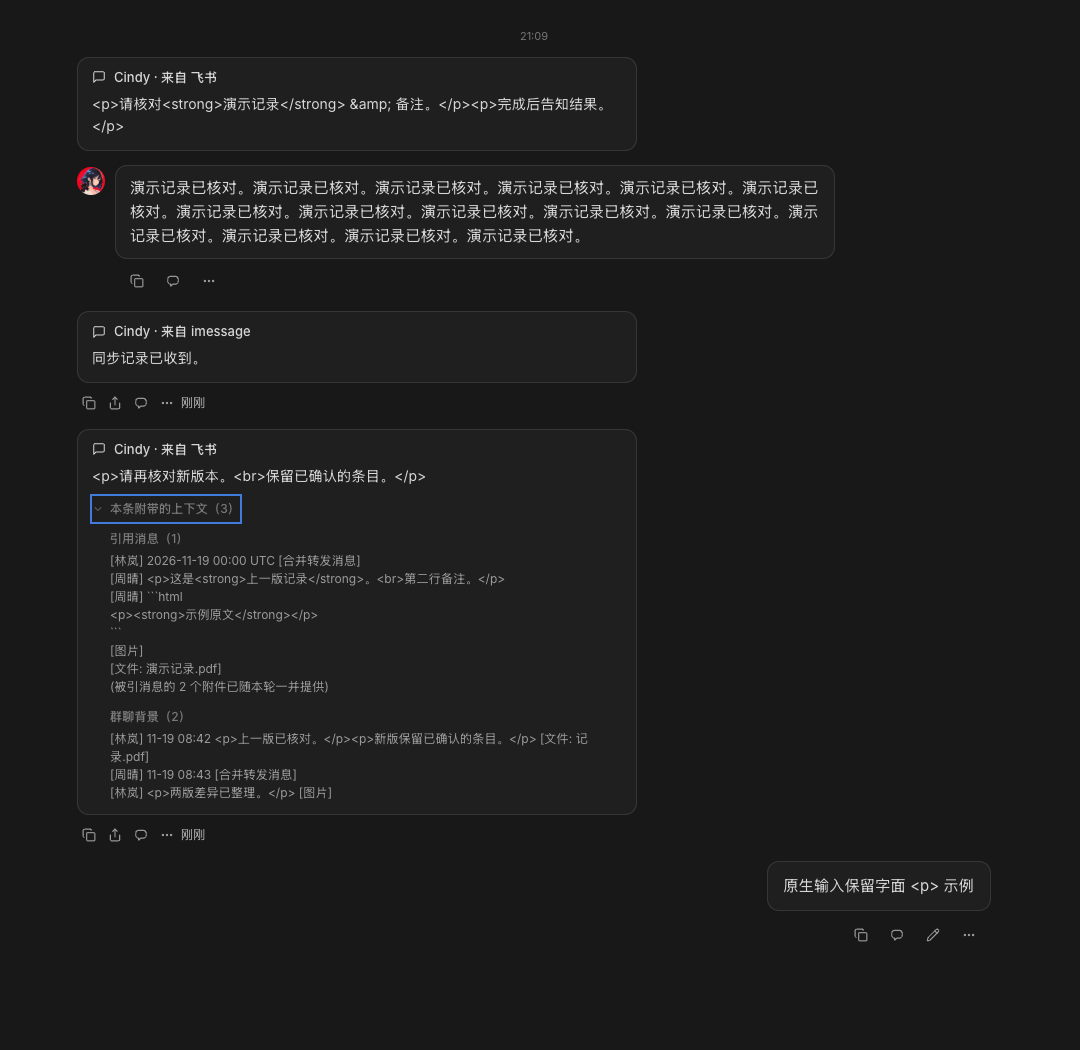 21:09
Cindy · 来自 飞书
<p>请核对<strong>演示记录</strong> &amp; 备注。</p><p>完成后告知结果。
</p>
演示记录已核对。演示记录已核对。演示记录已核对。演示记录已核对。演示记录已核对。演示记录已
核对。演示记录已核对。演示记录已核对。演示记录已核对。演示记录已核对。演示记录已核对。演示
记录已核对。演示记录已核对。演示记录已核对。演示记录已核对。
Cindy · 来自 imessage
同步记录已收到。
刚刚
Cindy · 来自 飞书
<p>请再核对新版本。<br>保留已确认的条目。</p>
本条附带的上下文（3）
引用消息（1）
[林岚] 2026-11-19 00:00 UTC [合并转发消息]
[周晴] <p>这是<strong>上一版记录</strong>。<br>第二行备注。</p>
[周晴] ```html
<p><strong>示例原文</strong></p>
```
[图片]
[文件: 演示记录.pdf]
(被引消息的 2 个附件已随本轮一并提供)
群聊背景（2）
[林岚] 11-19 08:42 <p>上一版已核对。</p><p>新版保留已确认的条目。</p> [文件: 记
录.pdf]
[周晴] 11-19 08:43 [合并转发消息]
[林岚] <p>两版差异已整理。</p> [图片]
刚刚
原生输入保留字面 <p> 示例